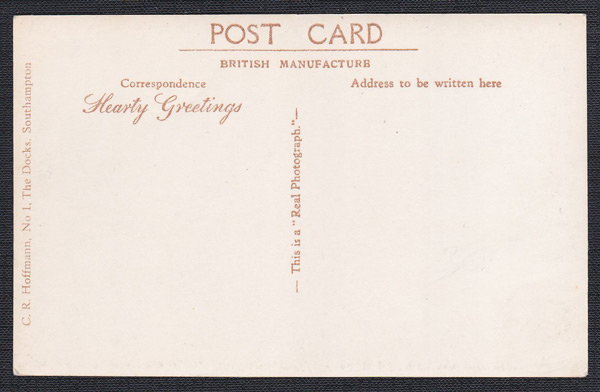 POST CARD
BRITISH MANUFACTURE
Correspondence
Address to be written here
Hearty Greetings
— This is a "Real Photograph." —
C. R. Hoffmann, No 1, The Docks, Southampton